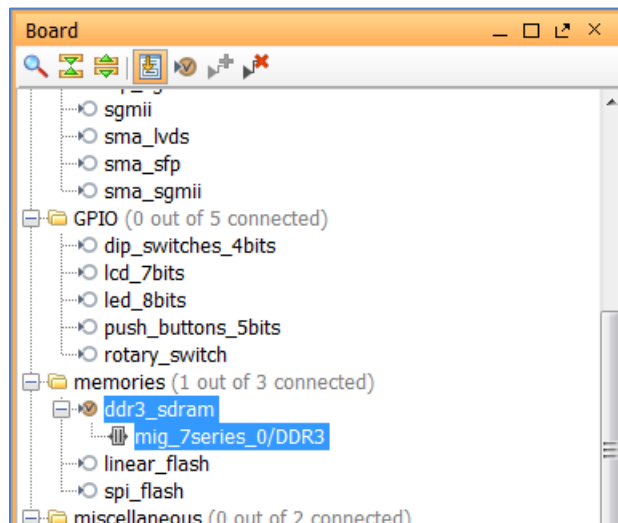 Board
sgmii
sma_lvds
sma_sfp
sma_sgmii
GPIO (0 out of 5 connected)
dip_switches_4bits
lcd_7bits
led_8bits
push_buttons_5bits
rotary_switch
memories (1 out of 3 connected)
ddr3_sdram
mig_7series_0/DDR3
linear_flash
spi_flash
miscellaneous (0 out of 2 connected)